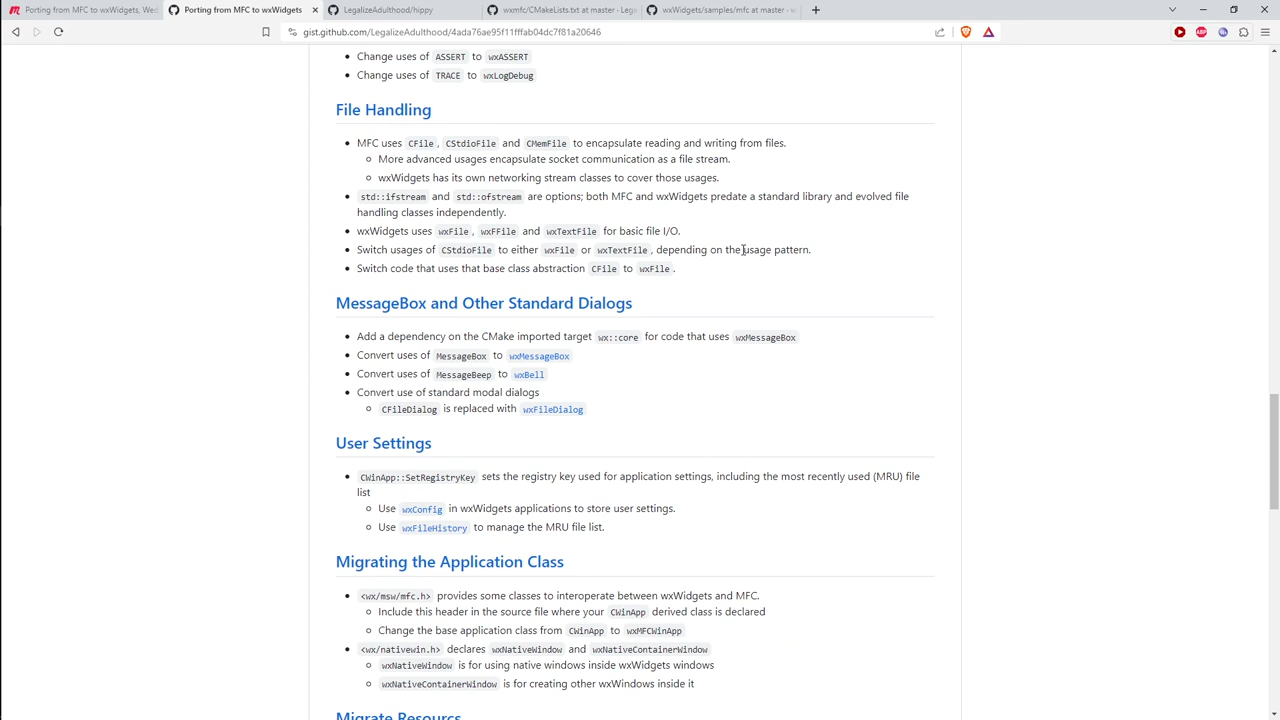 Porting from MFC to wxWidgets, Wed
Porting from MFC to wxWidgets
LegalizeAdulthood/hippy
wxmfc/CMakeLists.txt at master · Lega
wxWidgets/samples/mfc at master · w
gist.github.com/LegalizeAdulthood/4ada76ae95f11fffab04dc7f81a20646
Change uses of ASSERT to wxASSERT
Change uses of TRACE to wxLogDebug
File Handling
MFC uses CFile, CStdioFile and CMemFile to encapsulate reading and writing from files.
More advanced usages encapsulate socket communication as a file stream.
wxWidgets has its own networking stream classes to cover those usages.
std::ifstream and std::ofstream are options; both MFC and wxWidgets predate a standard library and evolved file
handling classes independently.
wxWidgets uses wxFile, wxFFile and wxTextFile for basic file I/O.
Switch usages of CStdioFile to either wxFile or wxTextFile, depending on the usage pattern.
Switch code that uses that base class abstraction CFile to wxFile.
MessageBox and Other Standard Dialogs
Add a dependency on the CMake imported target wx::core for code that uses wxMessageBox
Convert uses of MessageBox to wxMessageBox
Convert uses of MessageBeep to wxBell
Convert use of standard modal dialogs
CFileDialog is replaced with wxFileDialog
User Settings
CWinApp::SetRegistryKey sets the registry key used for application settings, including the most recently used (MRU) file
list
Use wxConfig in wxWidgets applications to store user settings.
Use wxFileHistory to manage the MRU file list.
Migrating the Application Class
<wx/msw/mfc.h> provides some classes to interoperate between wxWidgets and MFC.
Include this header in the source file where your CWinApp derived class is declared
Change the base application class from CWinApp to wxMFCWinApp
<wx/nativewin.h> declares wxNativeWindow and wxNativeContainerWindow
wxNativeWindow is for using native windows inside wxWidgets windows
wxNativeContainerWindow is for creating other wxWindows inside it
Migrate Resourcs